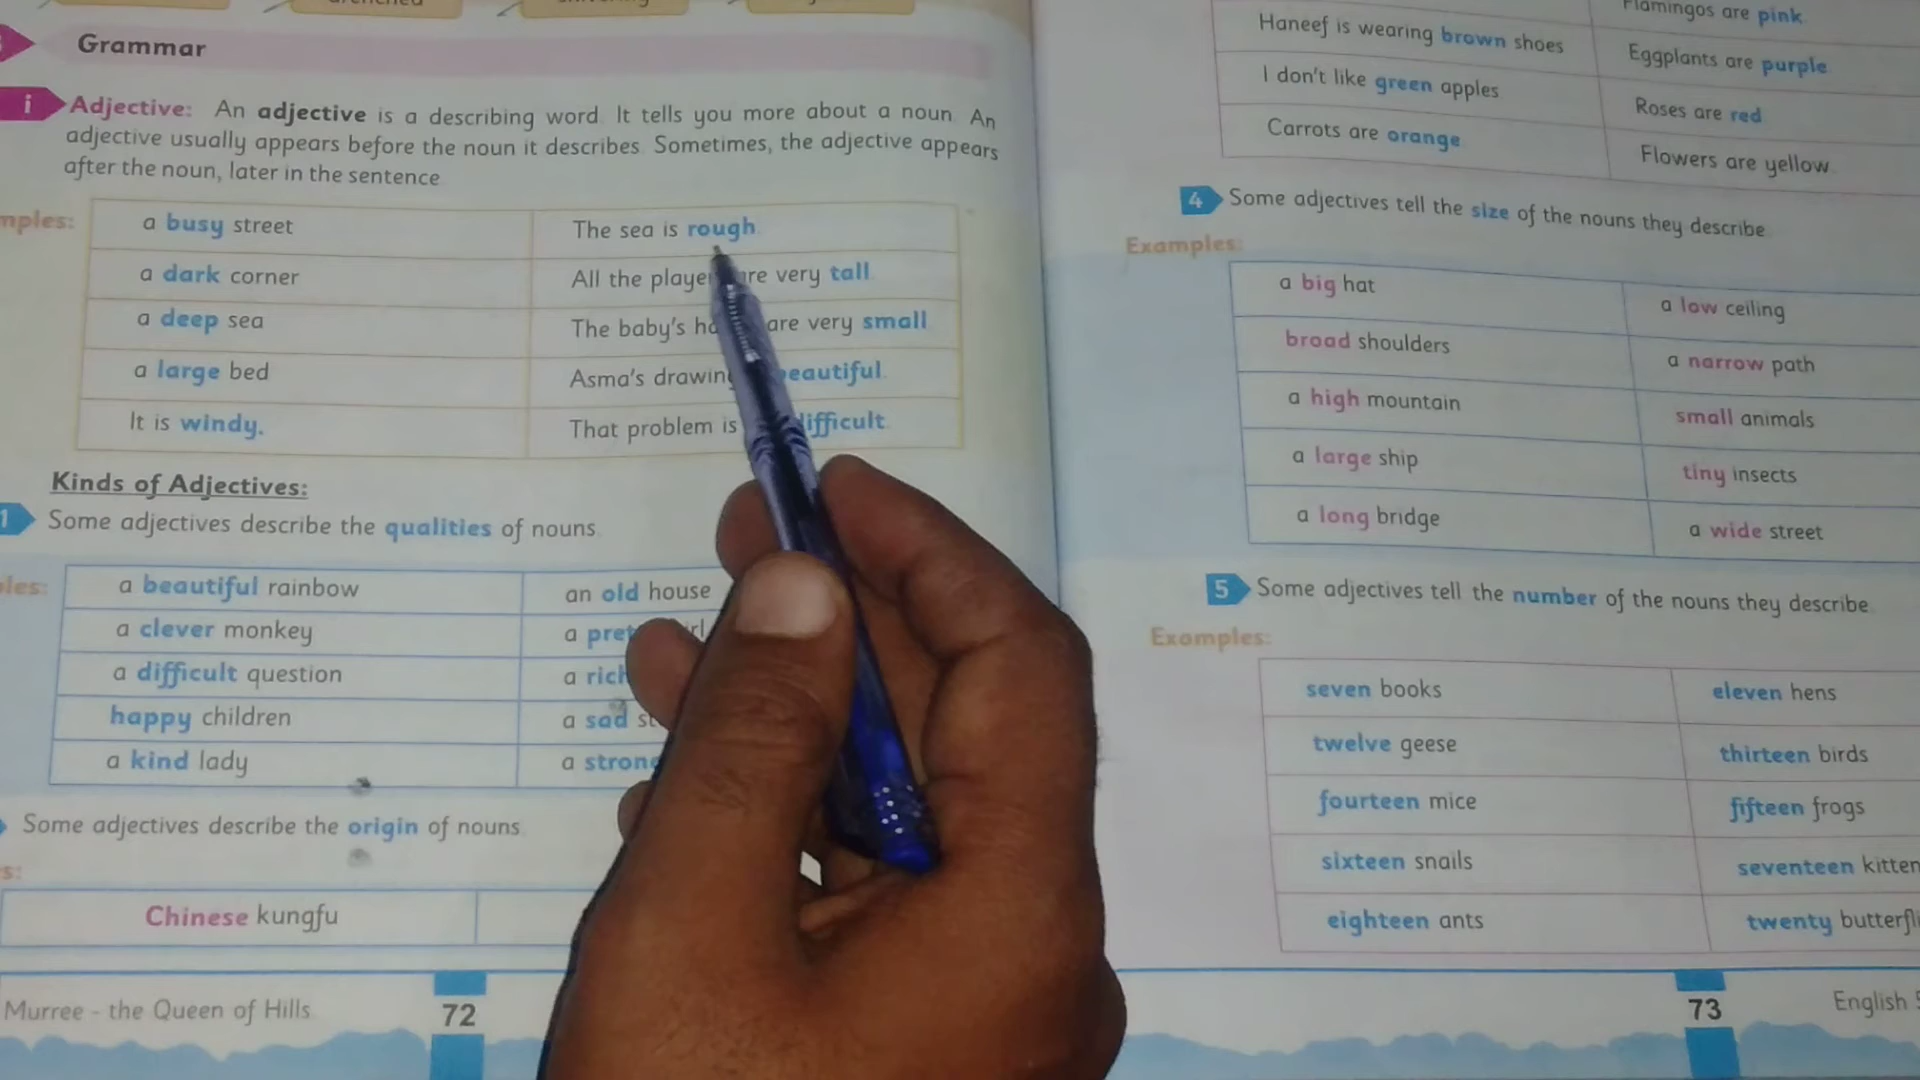 Grammar
i
Adjective: An adjective is a describing word. It tells you more about a noun. An
adjective usually appears before the noun it describes. Sometimes, the adjective appears
after the noun, later in the sentence.
a busy street
The sea is rough.
a dark corner
All the are very tall.
a deep sea
The baby's are very small
a large bed
Asma's
It is windy.
That problem is
Kinds of Adjectives:
1
Some adjectives describe the qualities of nouns.
a beautiful rainbow
an old house
a clever monkey
a
a difficult question
a rich
happy children
a sad
a kind lady
a strong
Some adjectives describe the origin of nouns.
Chinese kungfu
Murree - the Queen of Hills
72
Flamingos are pink
Haneef is wearing brown shoes
Eggplants are purple.
I don't like green apples
Roses are red
Carrots are orange.
Flowers are yellow.
4
Some adjectives tell the size of the nouns they describe.
Examples:
a big hat
a low ceiling
broad shoulders
a narrow path
a high mountain
small animals
a large ship
tiny insects
a long bridge
a wide street
5
Some adjectives tell the number of the nouns they describe.
Examples:
seven books
eleven hens
twelve geese
thirteen birds
fourteen mice
fifteen frogs
sixteen snails
seventeen kitten
eighteen ants
twenty
73
English